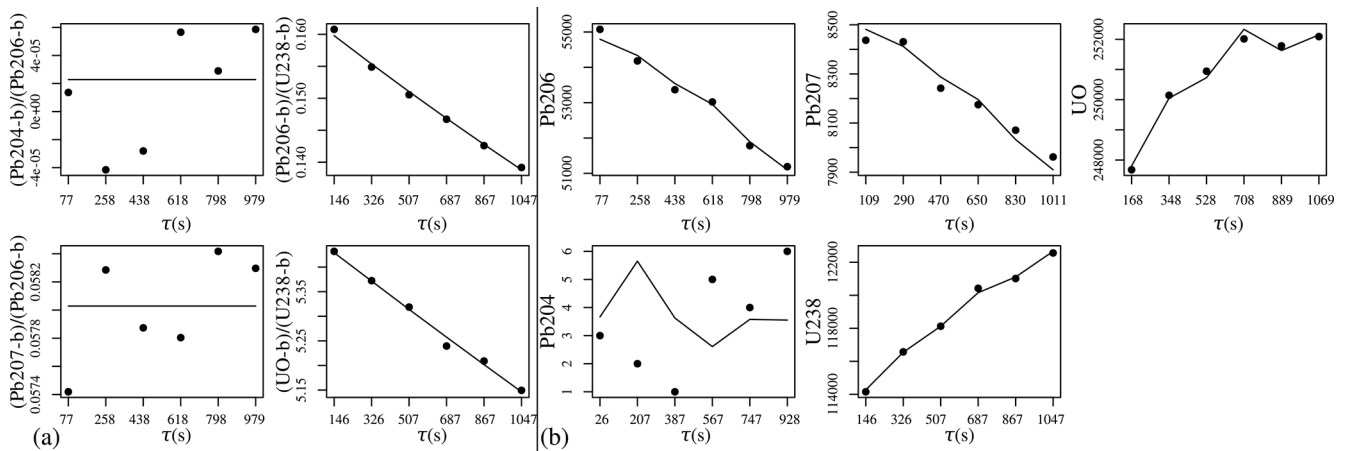 (Pb204-b)/(Pb206-b)
4e-05
0e+00
-4e-05
77 258 438 618 798 979
τ(s)
(Pb206-b)/(U238-b)
0.160
0.150
0.140
146 326 507 687 867 1047
τ(s)
Pb206
55000
53000
51000
77 258 438 618 798 979
τ(s)
Pb207
8500
8300
8100
7900
109 290 470 650 830 1011
τ(s)
UO
252000
250000
248000
168 348 528 708 889 1069
τ(s)
(Pb207-b)/(Pb206-b)
0.0582
0.0578
0.0574
77 258 438 618 798 979
τ(s)
(a)
(UO-b)/(U238-b)
5.35
5.25
5.15
146 326 507 687 867 1047
τ(s)
Pb204
6
5
4
3
2
1
26 207 387 567 747 928
τ(s)
(b)
U238
122000
118000
114000
146 326 507 687 867 1047
τ(s)